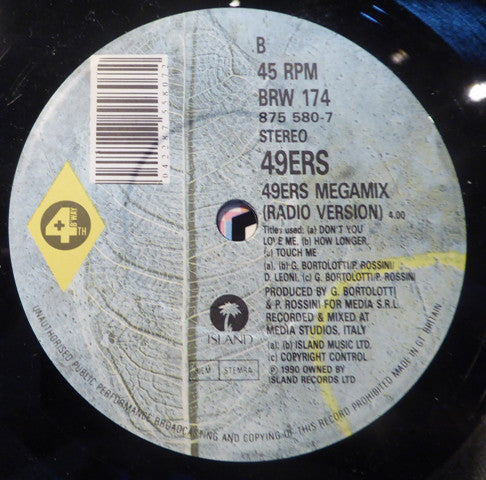 B
45 RPM
BRW 174
875 580-7
STEREO
49ERS
49ERS MEGAMIX
(RADIO VERSION) 4.00
Titles used: (a) DON'T YOU
LOVE ME, (b) HOW LONGER,
(c) TOUCH ME
(a), (b) G. BORTOLOTTI/P. ROSSINI/
D. LEONI, (c) G. BORTOLOTTI/P. ROSSINI
PRODUCED BY G. BORTOLOTTI
& P. ROSSINI FOR MEDIA S.R.L.
RECORDED & MIXED AT
MEDIA STUDIOS, ITALY
(a); (b) ISLAND MUSIC LTD.
(c) COPYRIGHT CONTROL
℗ 1990 OWNED BY
ISLAND RECORDS LTD
4
+
B'WAY
TH
ISLAND
STEMRA
UNAUTHORISED PUBLIC PERFORMANCE BROADCASTING AND COPYING OF THIS RECORD PROHIBITED MADE IN GT BRITAIN